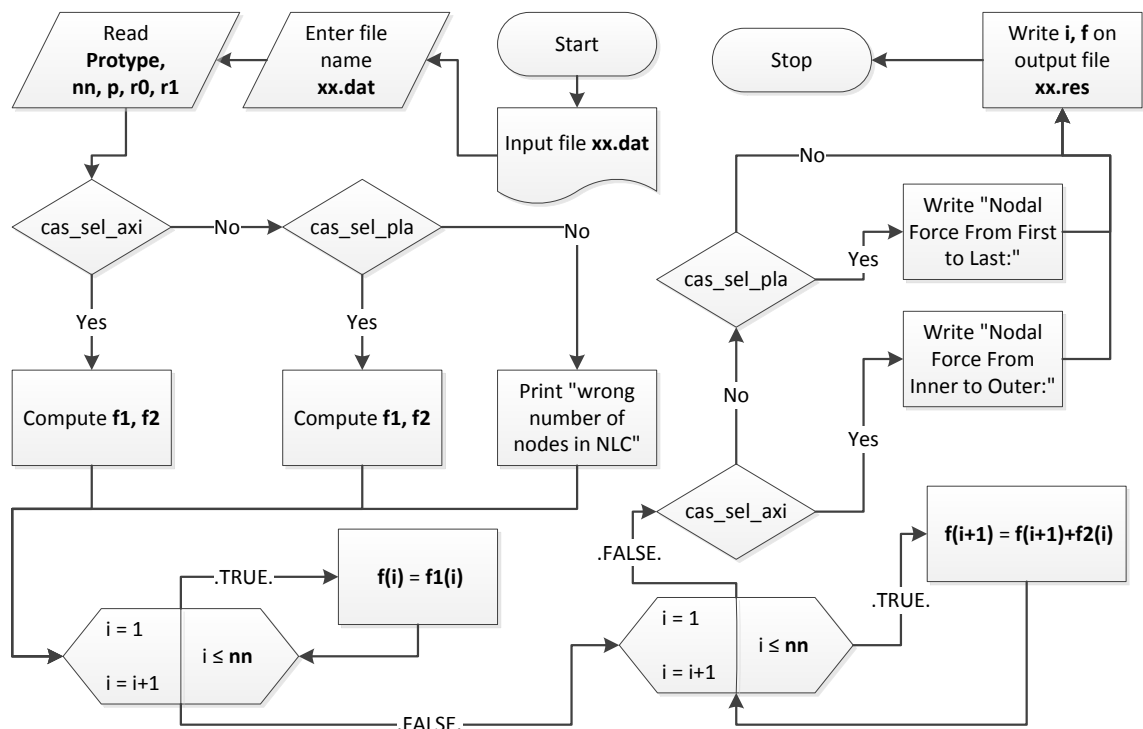 Start
Input file xx.dat
Enter file
name
xx.dat
Read
Protype,
nn, p, r0, r1
cas_sel_axi
No
cas_sel_pla
No
Yes
Yes
Compute f1, f2
Compute f1, f2
Print "wrong
number of
nodes in NLC"
.TRUE.
f(i) = f1(i)
i = 1
i ≤ nn
i = i+1
.FALSE.
i = 1
i ≤ nn
i = i+1
.TRUE.
f(i+1) = f(i+1)+f2(i)
.FALSE.
cas_sel_axi
Yes
Write "Nodal
Force From
Inner to Outer:"
No
cas_sel_pla
Yes
Write "Nodal
Force From First
to Last:"
No
Write i, f on
output file
xx.res
Stop